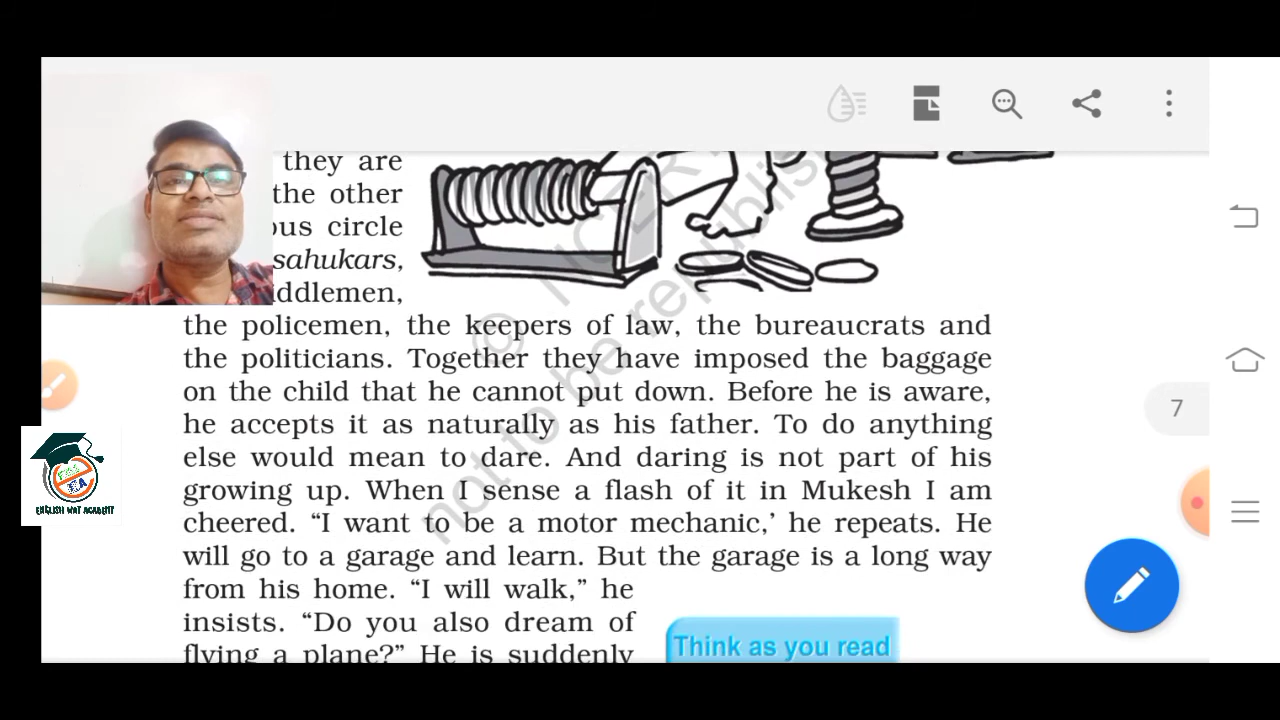 they are
the other
ous circle
sahukars,
ddlemen,
the policemen, the keepers of law, the bureaucrats and
the politicians. Together they have imposed the baggage
on the child that he cannot put down. Before he is aware,
he accepts it as naturally as his father. To do anything
else would mean to dare. And daring is not part of his
growing up. When I sense a flash of it in Mukesh I am
cheered. “I want to be a motor mechanic,’ he repeats. He
will go to a garage and learn. But the garage is a long way
from his home. “I will walk,” he
insists. “Do you also dream of
flying a plane?” He is suddenly
Think as you read
7
© NCERT
not to be republish
ENGLISH WAY ACADEMY